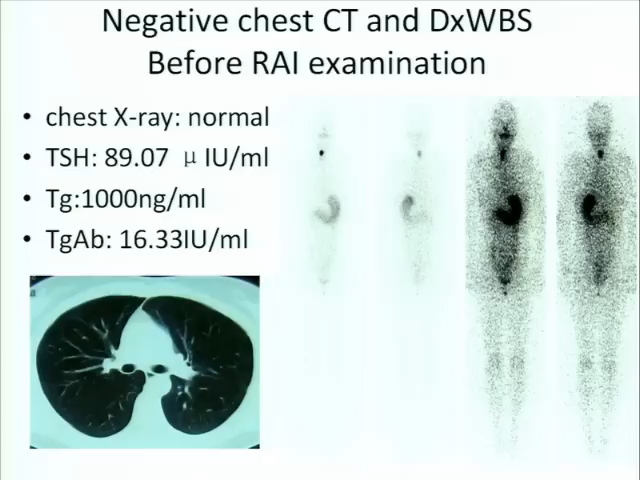 Negative chest CT and DxWBS
Before RAI examination
• chest X-ray: normal
• TSH: 89.07 μIU/ml
• Tg:1000ng/ml
• TgAb: 16.33IU/ml